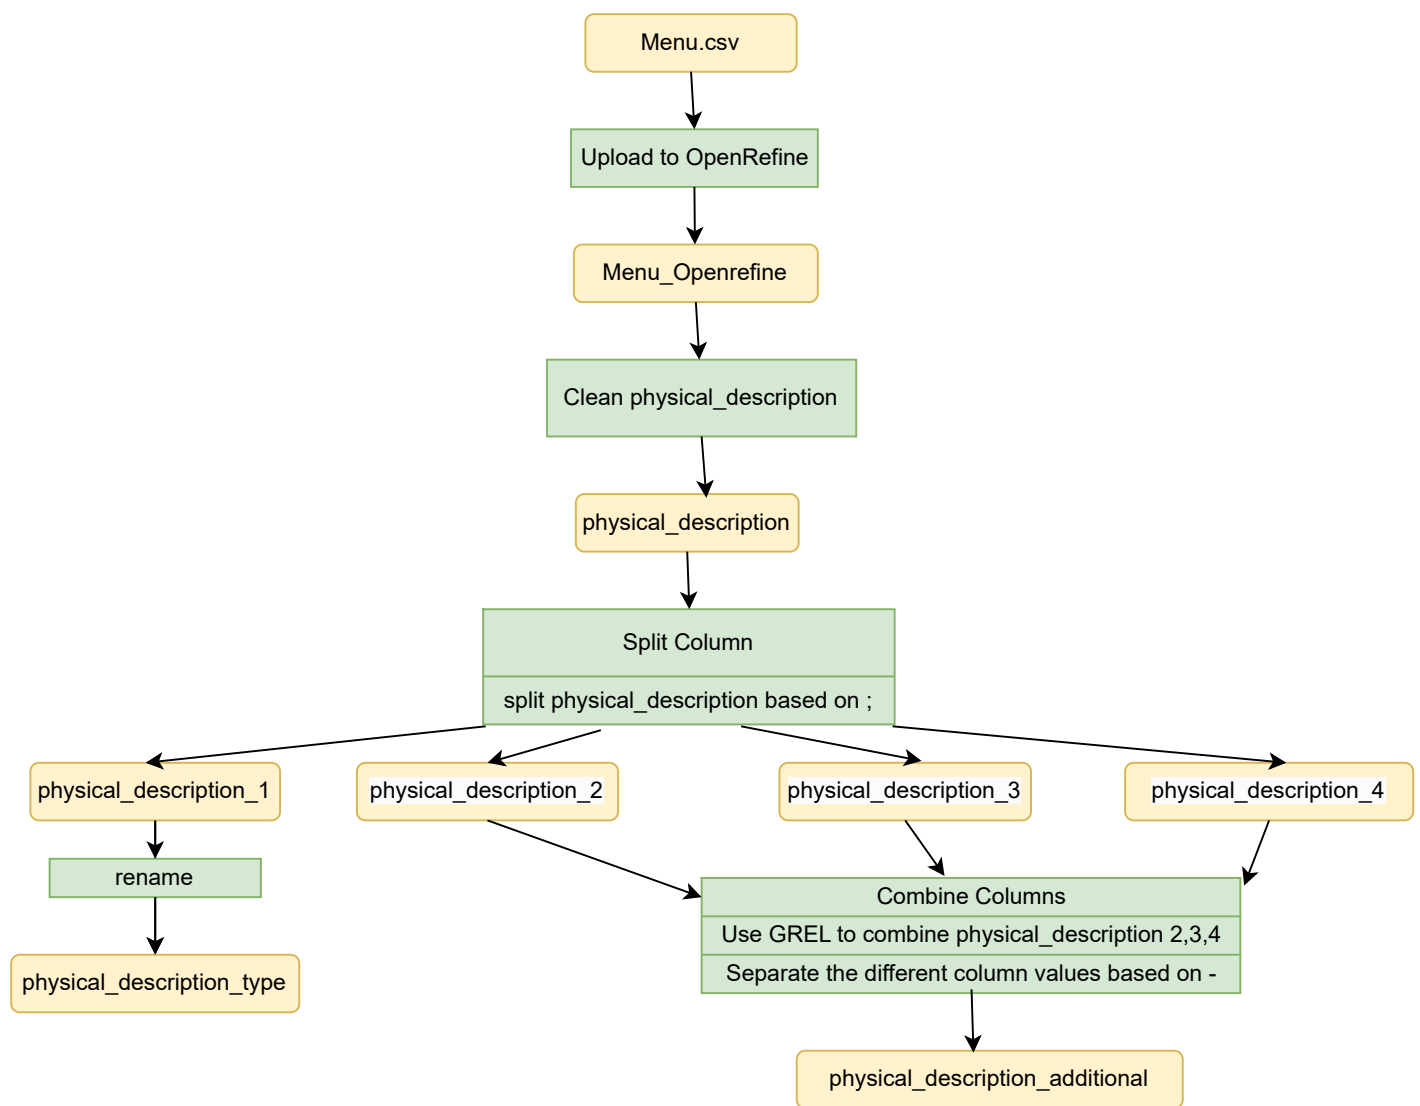 Menu.csv
Upload to OpenRefine
Menu_Openrefine
Clean physical_description
physical_description
Split Column
split physical_description based on ;
physical_description_1
physical_description_2
physical_description_3
physical_description_4
rename
Combine Columns
Use GREL to combine physical_description 2,3,4
Separate the different column values based on -
physical_description_type
physical_description_additional